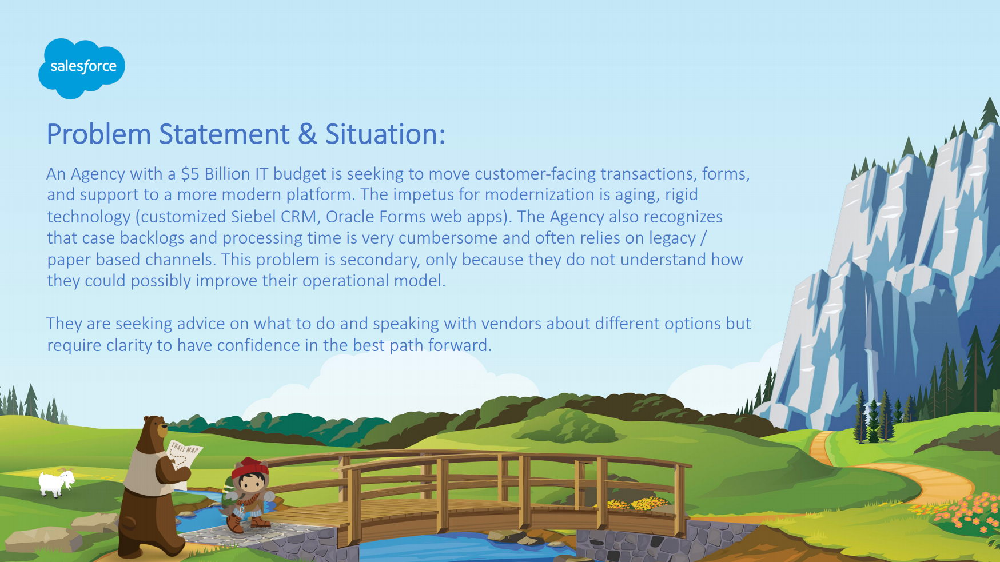 salesforce
Problem Statement & Situation:
An Agency with a $5 Billion IT budget is seeking to move customer-facing transactions, forms,
and support to a more modern platform. The impetus for modernization is aging, rigid
technology (customized Siebel CRM, Oracle Forms web apps). The Agency also recognizes
that case backlogs and processing time is very cumbersome and often relies on legacy /
paper based channels. This problem is secondary, only because they do not understand how
they could possibly improve their operational model.
They are seeking advice on what to do and speaking with vendors about different options but
require clarity to have confidence in the best path forward.
TRAIL MAP